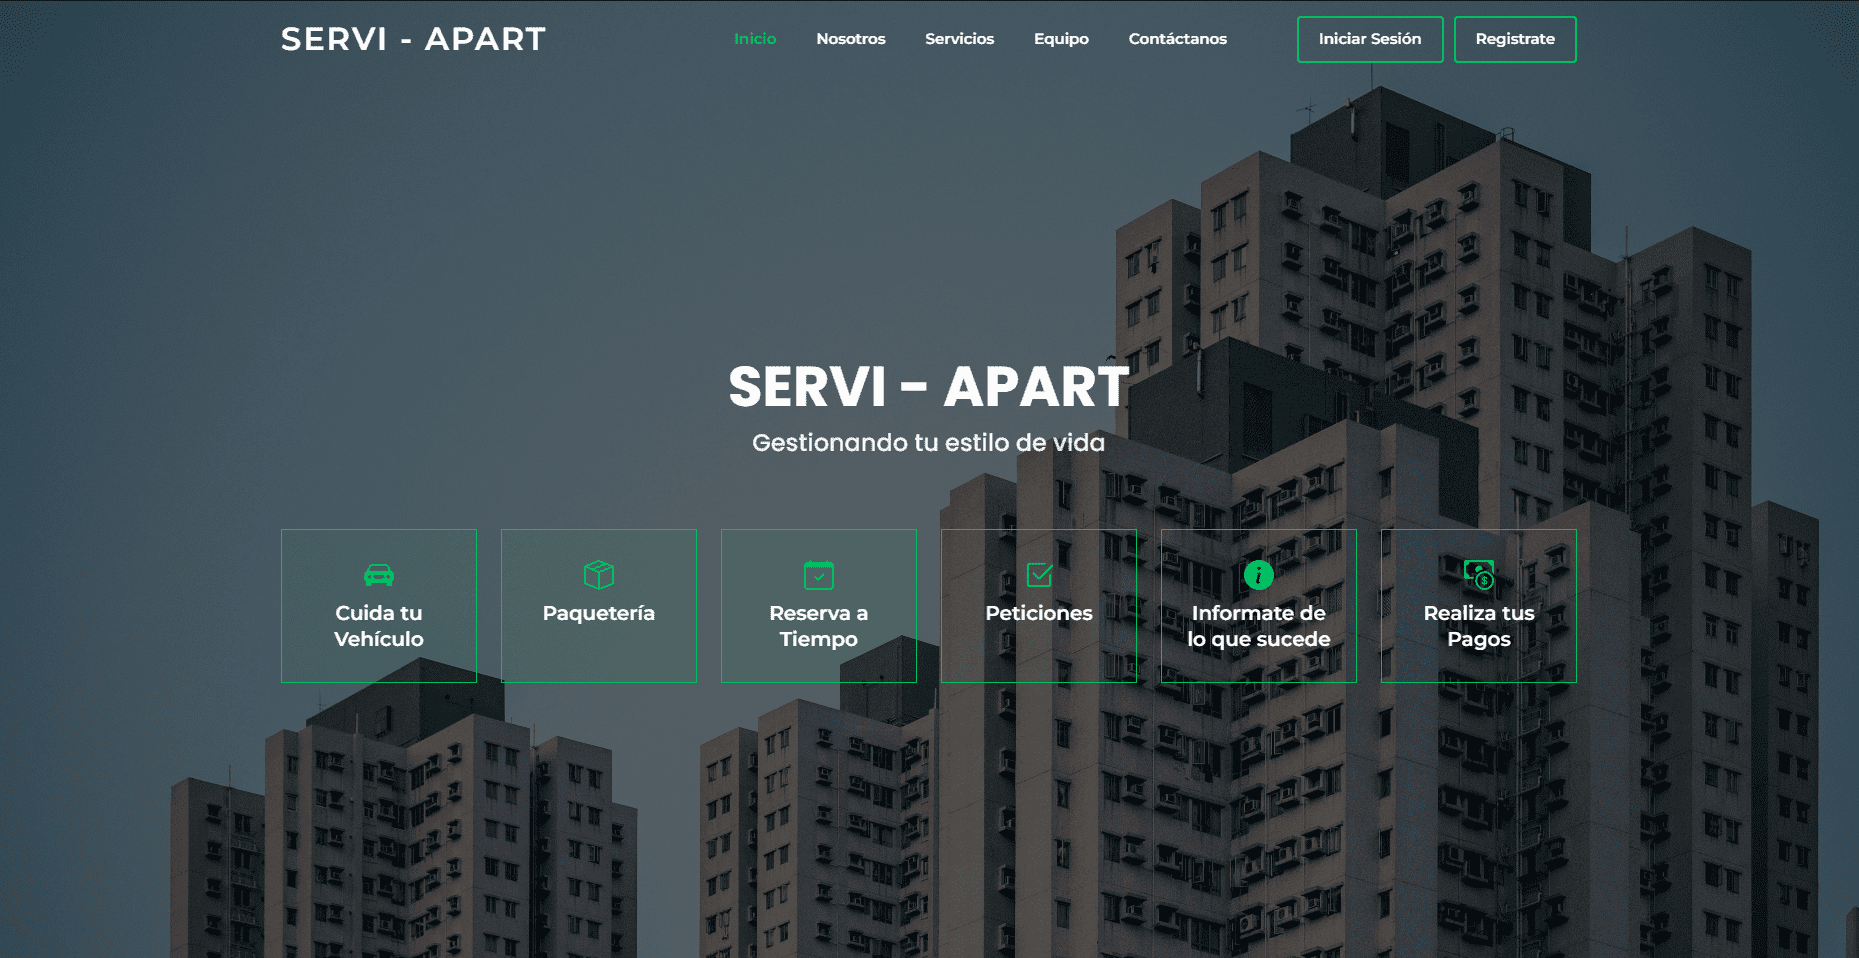 SERVI - APART
Inicio
Nosotros
Servicios
Equipo
Contáctanos
Iniciar Sesión
Registrate
SERVI - APART
Gestionando tu estilo de vida
Cuida tu
Vehículo
Paquetería
Reserva a
Tiempo
Peticiones
Informate de
lo que sucede
Realiza tus
Pagos